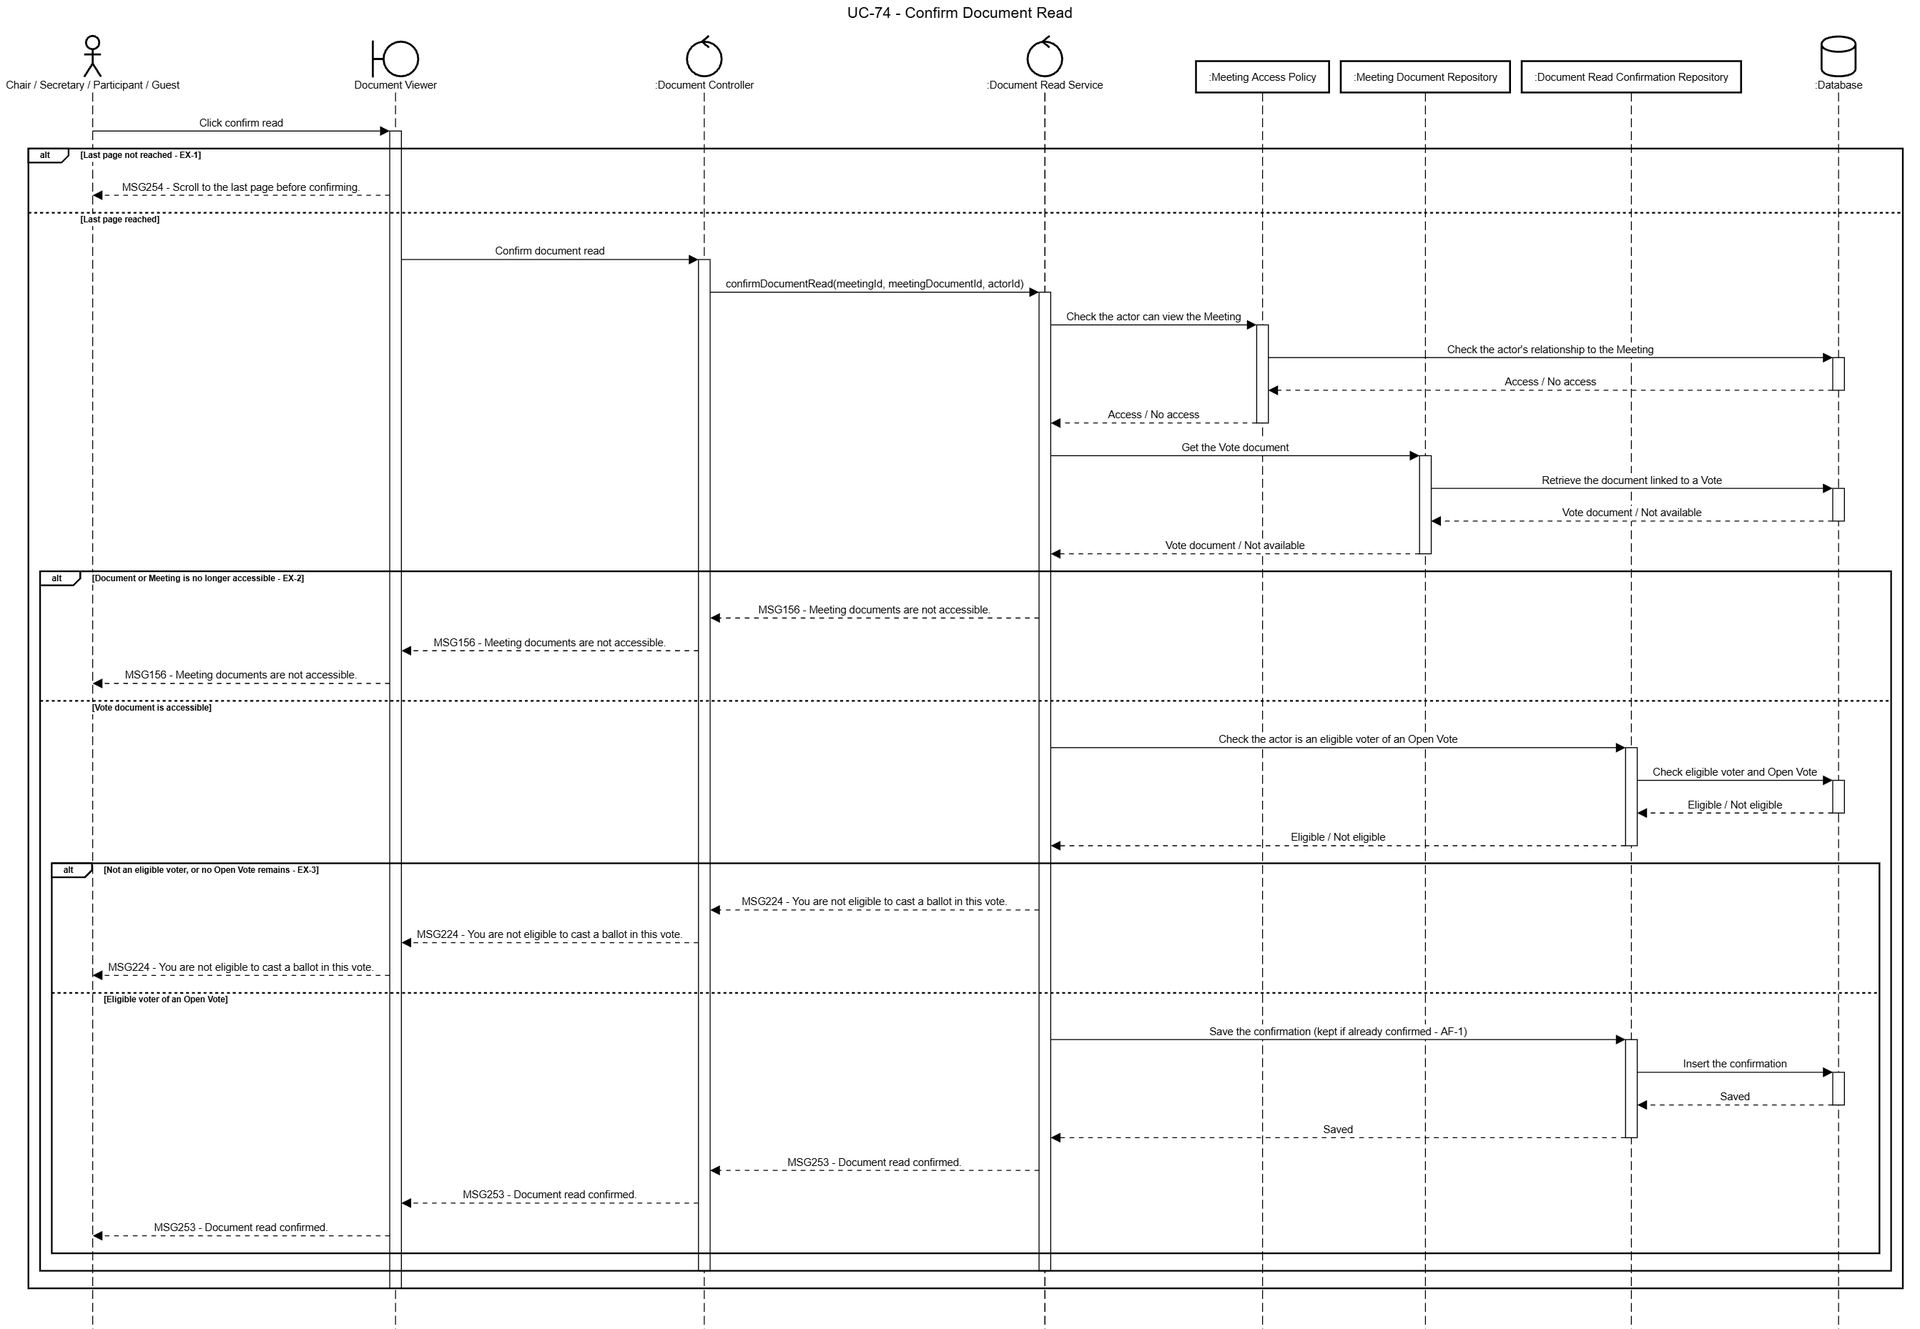 UC-74 - Confirm Document Read
Chair / Secretary / Participant / Guest
Document Viewer
:Document Controller
:Document Read Service
:Meeting Access Policy
:Meeting Document Repository
:Document Read Confirmation Repository
:Database
Click confirm read
alt
[Last page not reached - EX-1]
MSG254 - Scroll to the last page before confirming.
[Last page reached]
Confirm document read
confirmDocumentRead(meetingId, meetingDocumentId, actorId)
Check the actor can view the Meeting
Check the actor's relationship to the Meeting
Access / No access
Access / No access
Get the Vote document
Retrieve the document linked to a Vote
Vote document / Not available
Vote document / Not available
alt
[Document or Meeting is no longer accessible - EX-2]
MSG156 - Meeting documents are not accessible.
MSG156 - Meeting documents are not accessible.
MSG156 - Meeting documents are not accessible.
[Vote document is accessible]
Check the actor is an eligible voter of an Open Vote
Check eligible voter and Open Vote
Eligible / Not eligible
Eligible / Not eligible
alt
[Not an eligible voter, or no Open Vote remains - EX-3]
MSG224 - You are not eligible to cast a ballot in this vote.
MSG224 - You are not eligible to cast a ballot in this vote.
MSG224 - You are not eligible to cast a ballot in this vote.
[Eligible voter of an Open Vote]
Save the confirmation (kept if already confirmed - AF-1)
Insert the confirmation
Saved
Saved
MSG253 - Document read confirmed.
MSG253 - Document read confirmed.
MSG253 - Document read confirmed.